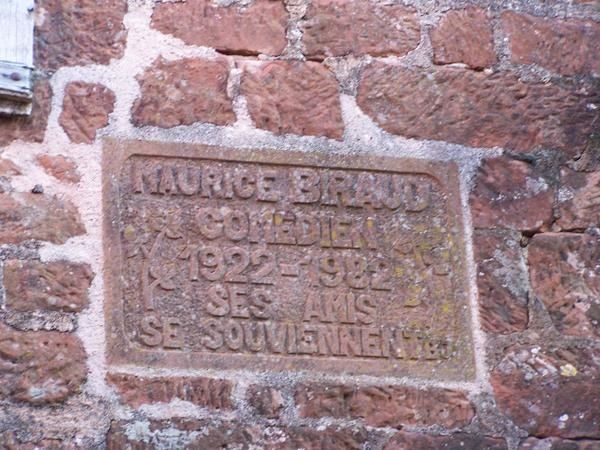 MAURICE BIRAUD
COMEDIEN
1922-1982
SES AMIS
SE SOUVIENNENT